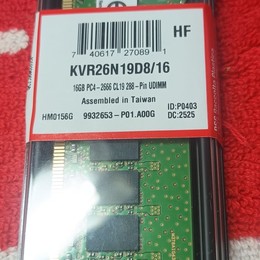 7 40617 27089 1
HF
KVR26N19D8/16
16GB PC4-2666 CL19 288-Pin UDIMM
Assembled in Taiwan
ID:P0403
HM0156G 9932653-P01.A00G DC:2525